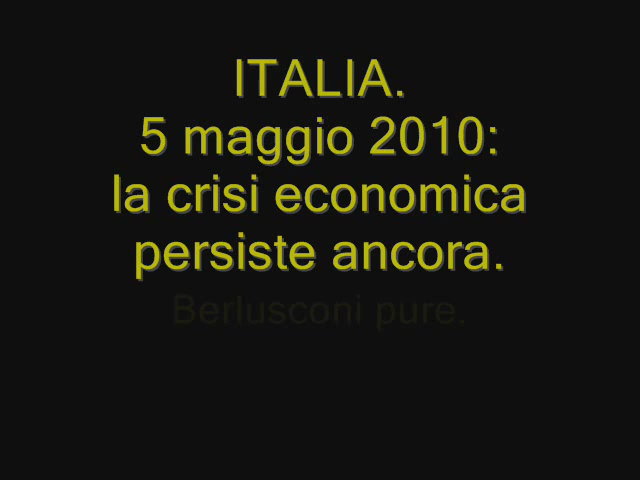 ITALIA.
5 maggio 2010:
la crisi economica
persiste ancora.
Berlusconi pure.